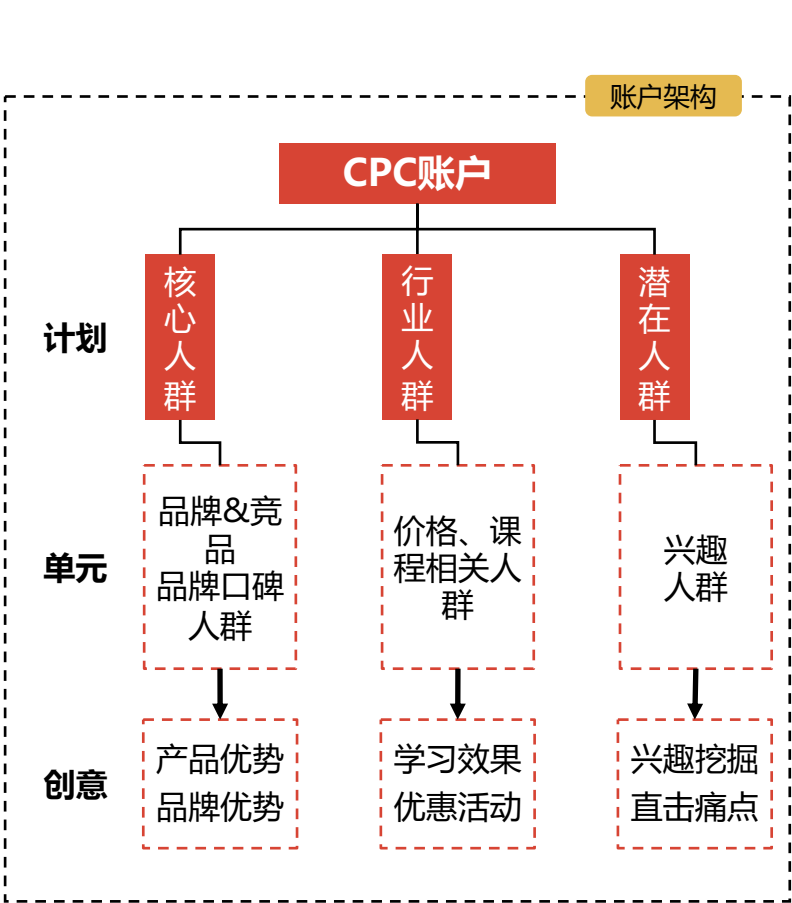 账户架构
CPC账户
计划
核心人群
行业人群
潜在人群
单元
品牌&竞
品
品牌口碑
人群
价格、课
程相关人
群
兴趣
人群
创意
产品优势
品牌优势
学习效果
优惠活动
兴趣挖掘
直击痛点